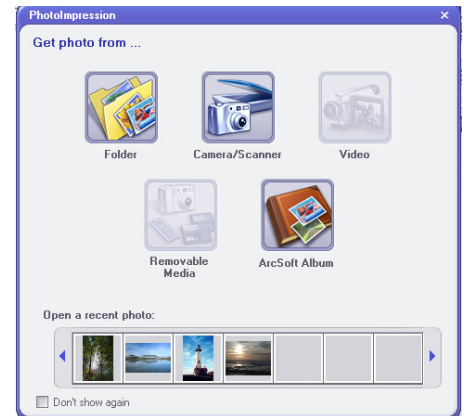 PhotoImpression
Get photo from ...
Folder
Camera/Scanner
Video
Removable
Media
ArcSoft Album
Open a recent photo:
Don't show again